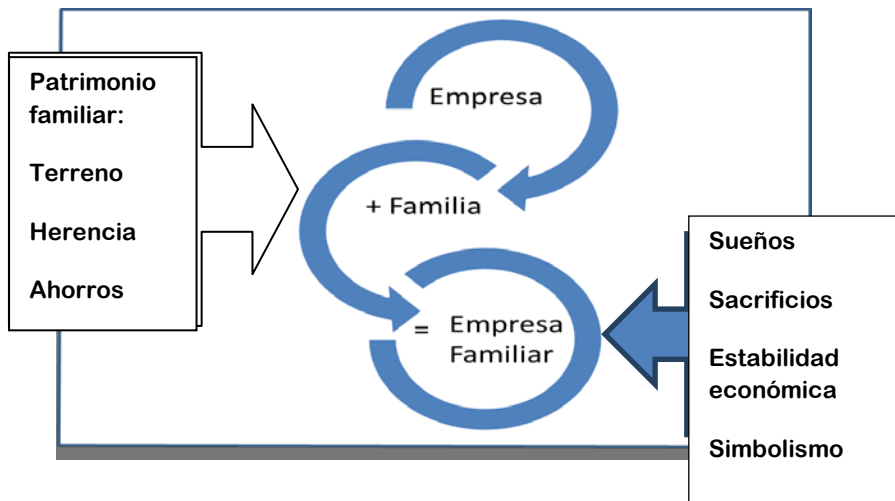 Patrimonio
familiar:
Terreno
Herencia
Ahorros
Empresa
+ Familia
= Empresa
Familiar
Sueños
Sacrificios
Estabilidad
económica
Simbolismo